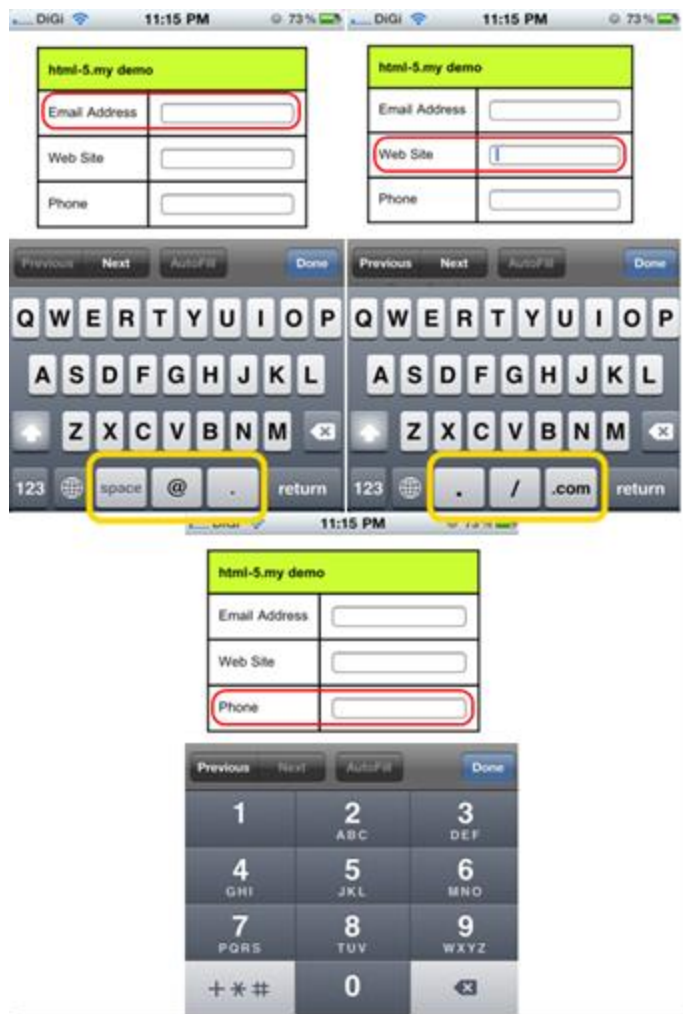 DiGi 11:15 PM 73%
html-5.my demo
Email Address
Web Site
Phone
Previous Next AutoFill Done
Q W E R T Y U I O P
A S D F G H J K L
Z X C V B N M
123 space @ . return
DiGi 11:15 PM 73%
html-5.my demo
Email Address
Web Site
Phone
Previous Next AutoFill Done
Q W E R T Y U I O P
A S D F G H J K L
Z X C V B N M
123 . / .com return
DiGi 11:15 PM 73%
html-5.my demo
Email Address
Web Site
Phone
Previous Next AutoFill Done
1 2 3
ABC DEF
4 5 6
GHI JKL MNO
7 8 9
PQRS TUV WXYZ
+*# 0